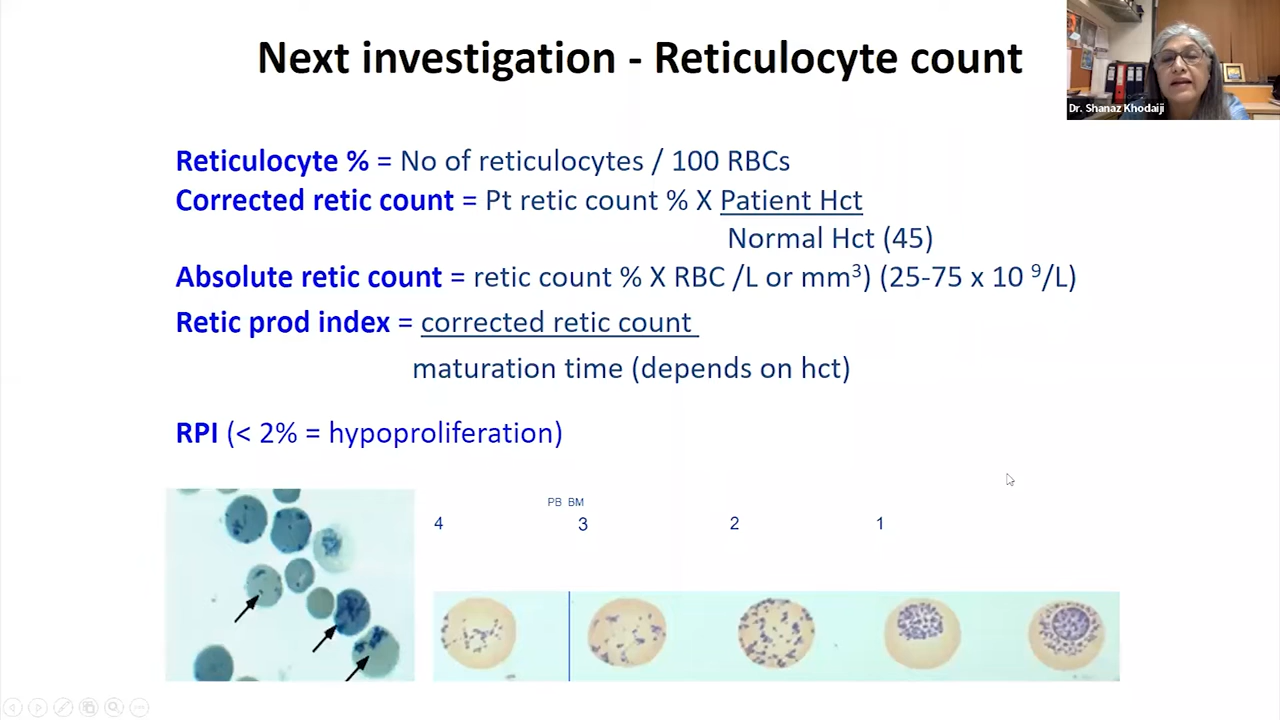 Next investigation - Reticulocyte count
Dr. Shanaz Khodaiji
Reticulocyte % = No of reticulocytes / 100 RBCs
Corrected retic count = Pt retic count % X Patient Hct
Normal Hct (45)
Absolute retic count = retic count % X RBC /L or mm³) (25-75 x 10 ⁹/L)
Retic prod index = corrected retic count
maturation time (depends on hct)
RPI (< 2% = hypoproliferation)
PB BM
4 3 2 1